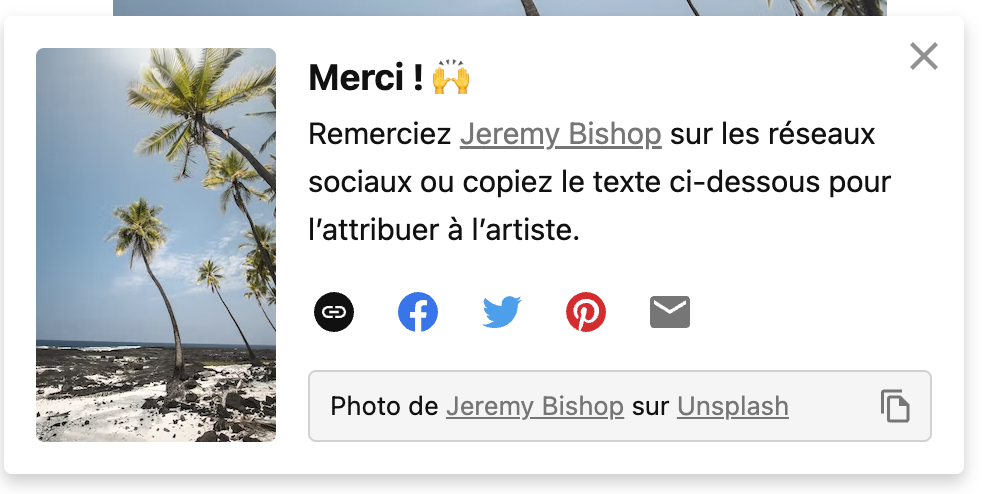 Merci ! 🙌
Remerciez Jeremy Bishop sur les réseaux
sociaux ou copiez le texte ci-dessous pour
l’attribuer à l’artiste.
Photo de Jeremy Bishop sur Unsplash